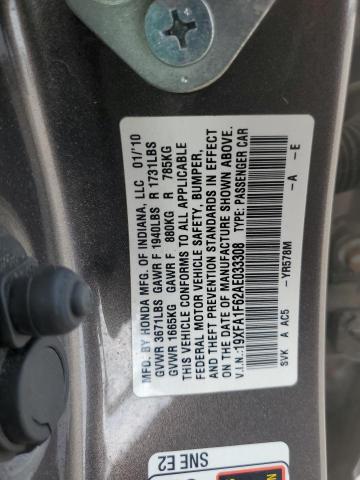 MFD. BY HONDA MFG. OF INDIANA, LLC 01/'10
GVWR 3671LBS GAWR F 1940LBS R 1731LBS
GVWR 1665KG GAWR F 880KG R 785KG
THIS VEHICLE CONFORMS TO ALL APPLICABLE
FEDERAL MOTOR VEHICLE SAFETY, BUMPER,
AND THEFT PREVENTION STANDARDS IN EFFECT
ON THE DATE OF MANUFACTURE SHOWN ABOVE.
V.I.N.: 19XFA1F62AE033308 TYPE: PASSENGER CAR
-YR578M -A -E
SVK A AC5
SNE E2